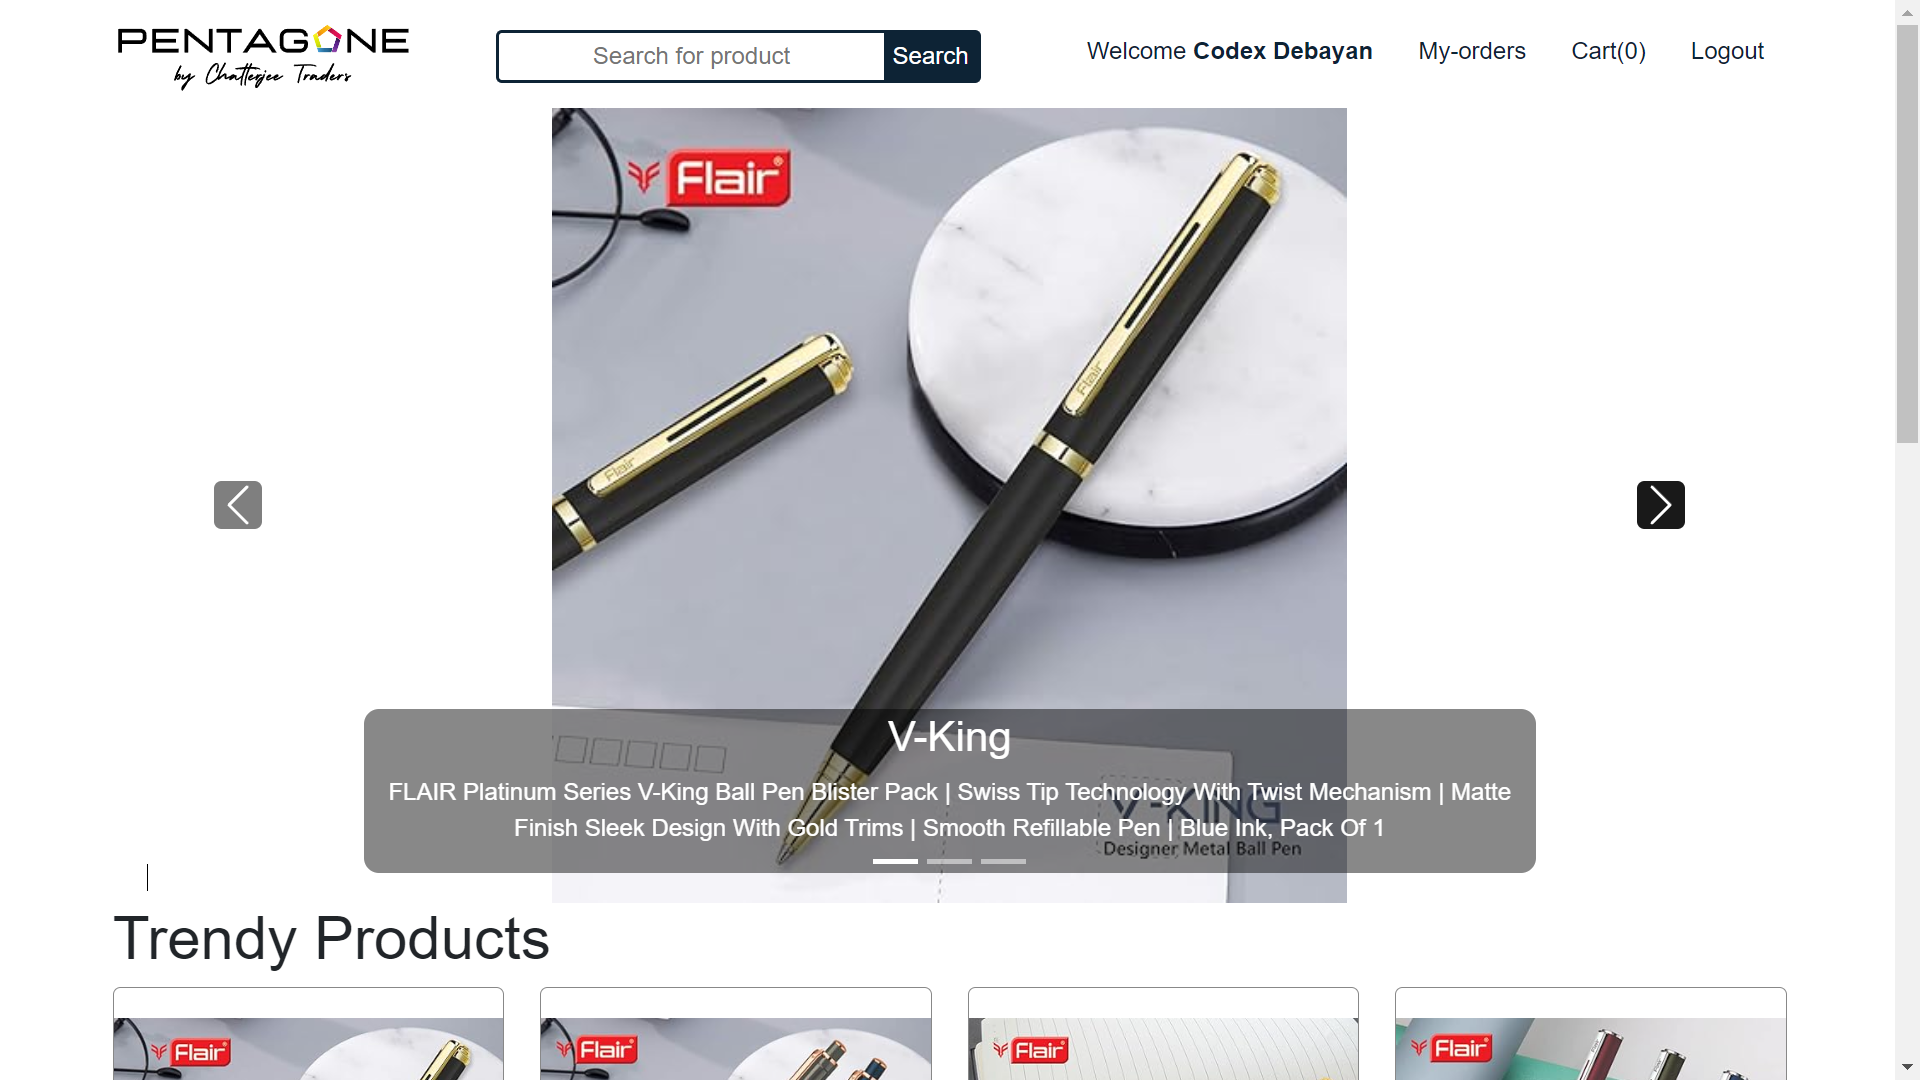 PENTAGONE
by Chatterjee Traders
Search for product
Search
Welcome Codex Debayan
My-orders
Cart(0)
Logout
Flair
Flair
Flair
V-King
FLAIR Platinum Series V-King Ball Pen Blister Pack | Swiss Tip Technology With Twist Mechanism | Matte
Finish Sleek Design With Gold Trims | Smooth Refillable Pen | Blue Ink, Pack Of 1
V-KING
Designer Metal Ball Pen
Trendy Products
Flair
Flair
Flair
Flair